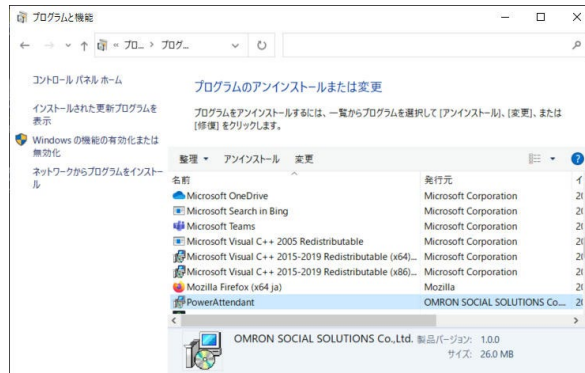 プログラムと機能
« プロ... › プログ...
コントロール パネル ホーム
インストールされた更新プログラムを
表示
Windows の機能の有効化または
無効化
ネットワークからプログラムをインストー
ル
プログラムのアンインストールまたは変更
プログラムをアンインストールするには、一覧からプログラムを選択して [アンインストール]、[変更]、または
[修復] をクリックします。
整理 アンインストール 変更
名前 発行元 イ
Microsoft OneDrive Microsoft Corporation 20
Microsoft Search in Bing Microsoft Corporation 20
Microsoft Teams Microsoft Corporation 20
Microsoft Visual C++ 2005 Redistributable Microsoft Corporation 20
Microsoft Visual C++ 2015-2019 Redistributable (x64)... Microsoft Corporation 20
Microsoft Visual C++ 2015-2019 Redistributable (x86)... Microsoft Corporation 20
Mozilla Firefox (x64 ja) Mozilla 20
PowerAttendant OMRON SOCIAL SOLUTIONS Co.... 20
OMRON SOCIAL SOLUTIONS Co.,Ltd. 製品バージョン: 1.0.0
サイズ: 26.0 MB